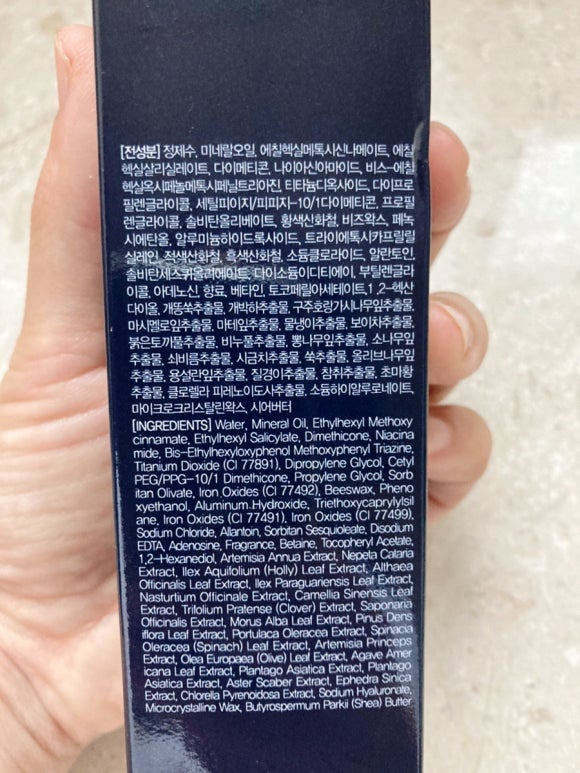 [전성분] 정제수, 미네랄오일, 에칠헥실메톡시신나메이트, 에칠
헥실살리실레이트, 다이메티콘, 나이아신아마이드, 비스-에칠
헥실옥시페놀메톡시페닐트리아진, 티타늄디옥사이드, 다이프로
필렌글라이콜, 세틸피이지/피피지-10/1다이메티콘, 프로필
렌글라이콜, 솔비탄올리베이트, 황색산화철, 비즈왁스, 페녹
시에탄올, 알루미늄하이드록사이드, 트라이에톡시카프릴릴
실레인, 적색산화철, 흑색산화철, 소듐클로라이드, 알란토인,
솔비탄세스퀴올리에이트, 다이소듐이디티에이, 부틸렌글라
이콜, 아데노신, 향료, 베타인, 토코페릴아세테이트,1,2-헥산
다이올, 개똥쑥추출물, 개박하추출물, 구주호랑가시나무잎추출물,
마시멜로잎추출물, 마테잎추출물, 물냉이추출물, 보이차추출물,
붉은토끼풀추출물, 비누풀추출물, 뽕나무잎추출물, 소나무잎
추출물, 쇠비름추출물, 시금치추출물, 쑥추출물, 올리브나무잎
추출물, 용설란잎추출물, 질경이추출물, 참취추출물, 초마황
추출물, 클로렐라 피레노이도사추출물, 소듐하이알루로네이트,
마이크로크리스탈린왁스, 시어버터
[INGREDIENTS] Water, Mineral Oil, Ethylhexyl Methoxy
cinnamate, Ethylhexyl Salicylate, Dimethicone, Niacina
mide, Bis-Ethylhexyloxyphenol Methoxyphenyl Triazine,
Titanium Dioxide (CI 77891), Dipropylene Glycol, Cetyl
PEG/PPG-10/1 Dimethicone, Propylene Glycol, Sorb
itan Olivate, Iron Oxides (CI 77492), Beeswax, Pheno
xyethanol, Aluminum Hydroxide, Triethoxycaprylylsil
ane, Iron Oxides (CI 77491), Iron Oxides (CI 77499),
Sodium Chloride, Allantoin, Sorbitan Sesquioleate, Disodium
EDTA, Adenosine, Fragrance, Betaine, Tocopheryl Acetate,
1,2-Hexanediol, Artemisia Annua Extract, Nepeta Cataria
Extract, Ilex Aquifolium (Holly) Leaf Extract, Althaea
Officinalis Leaf Extract, Ilex Paraguariensis Leaf Extract,
Nasturtium Officinale Extract, Camellia Sinensis Leaf
Extract, Trifolium Pratense (Clover) Extract, Saponaria
Officinalis Extract, Morus Alba Leaf Extract, Pinus Dens
iflora Leaf Extract, Portulaca Oleracea Extract, Spinacia
Oleracea (Spinach) Leaf Extract, Artemisia Princeps
Extract, Olea Europaea (Olive) Leaf Extract, Agave Amer
icana Leaf Extract, Plantago Asiatica Extract, Plantago
Asiatica Extract, Aster Scaber Extract, Ephedra Sinica
Extract, Chlorella Pyrenoidosa Extract, Sodium Hyaluronate,
Microcrystalline Wax, Butyrospermum Parkii (Shea) Butter